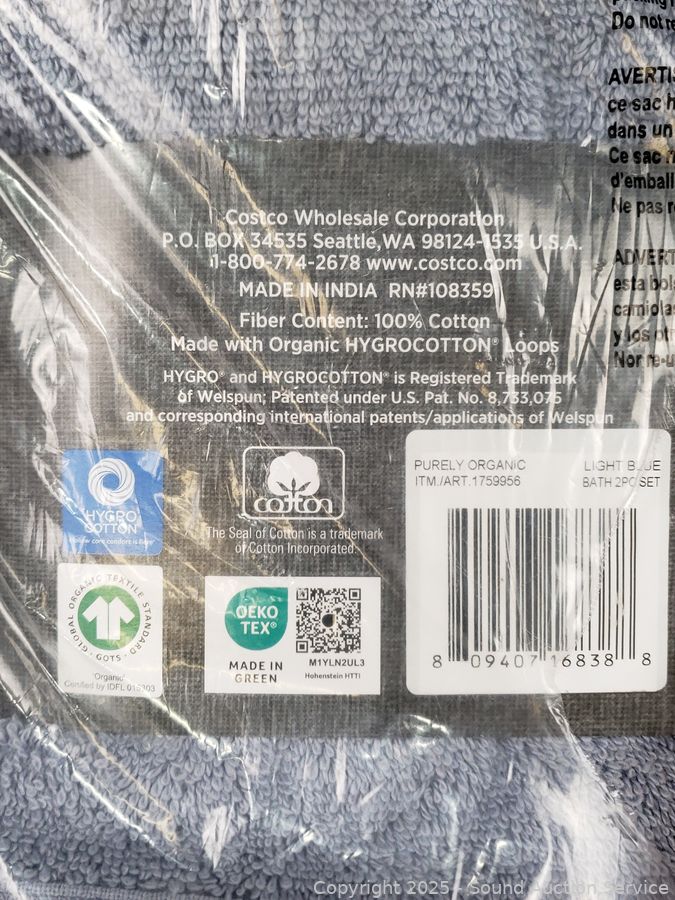 Do not
AVERTI
ce sac
dans un
Ce sac
d'emball
Ne pas
ADVERT
esta bols
camiolas
y los
Costco Wholesale Corporation
P.O. BOX 34535 Seattle, WA 98124-1535 U.S.A.
1-800-774-2678 www.costco.com
MADE IN INDIA RN#108359
Fiber Content: 100% Cotton
Made with Organic HYGROCOTTON® Loops
HYGRO® and HYGROCOTTON® is Registered Trademark
of Welspun; Patented under U.S. Pat. No. 8,733,075
and corresponding international patents/applications of Welspun
HYGRO
COTTON
cotton
The Seal of Cotton is a trademark
of Cotton Incorporated.
GLOBAL ORGANIC TEXTILE STANDARD
· GOTS ·
"Organic"
Certified by IDFL
OEKO
TEX®
MADE IN
GREEN
M1YLN2UL3
Hohenstein HTTI
PURELY ORGANIC LIGHT BLUE
ITM./ART.1759956 BATH 2PC SET
8 09407 16838 8
Copyright 2025 - Sound Auction Service